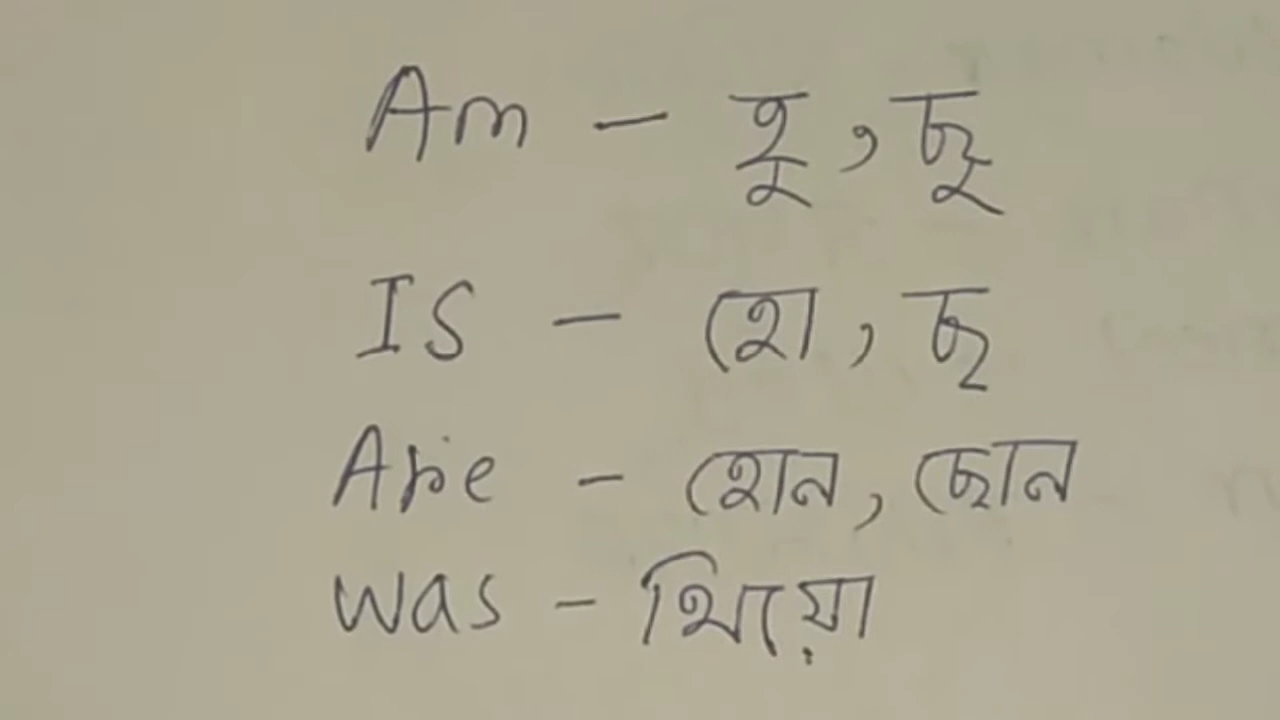 Am - হূ, ছূ
IS - হো, ছ
Are - হোন, ছোন
Was - থিয়ো